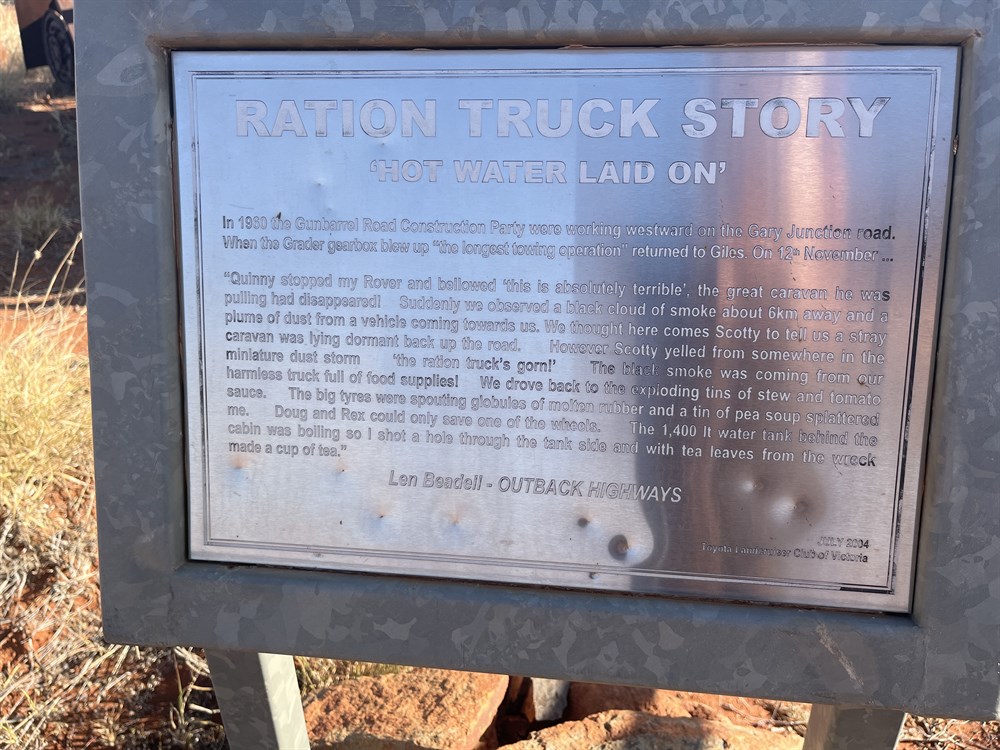 RATION TRUCK STORY
'HOT WATER LAID ON'
In 1960 the Gunbarrel Road Construction Party were working westward on the Gary Junction road.
When the Grader gearbox blew up "the longest towing operation" returned to Giles. On 12th November ...
"Quinny stopped my Rover and bellowed 'this is absolutely terrible', the great caravan he was
pulling had disappeared! Suddenly we observed a black cloud of smoke about 6km away and a
plume of dust from a vehicle coming towards us. We thought here comes Scotty to tell us a stray
caravan was lying dormant back up the road. However Scotty yelled from somewhere in the
miniature dust storm 'the ration truck's gorn!' The black smoke was coming from our
harmless truck full of food supplies! We drove back to the exploding tins of stew and tomato
sauce. The big tyres were spouting globules of molten rubber and a tin of pea soup splattered
me. Doug and Rex could only save one of the wheels. The 1,400 lt water tank behind the
cabin was boiling so I shot a hole through the tank side and with tea leaves from the wreck
made a cup of tea."
Len Beadell - OUTBACK HIGHWAYS
JULY 2004
Toyota Landcruiser Club of Victoria